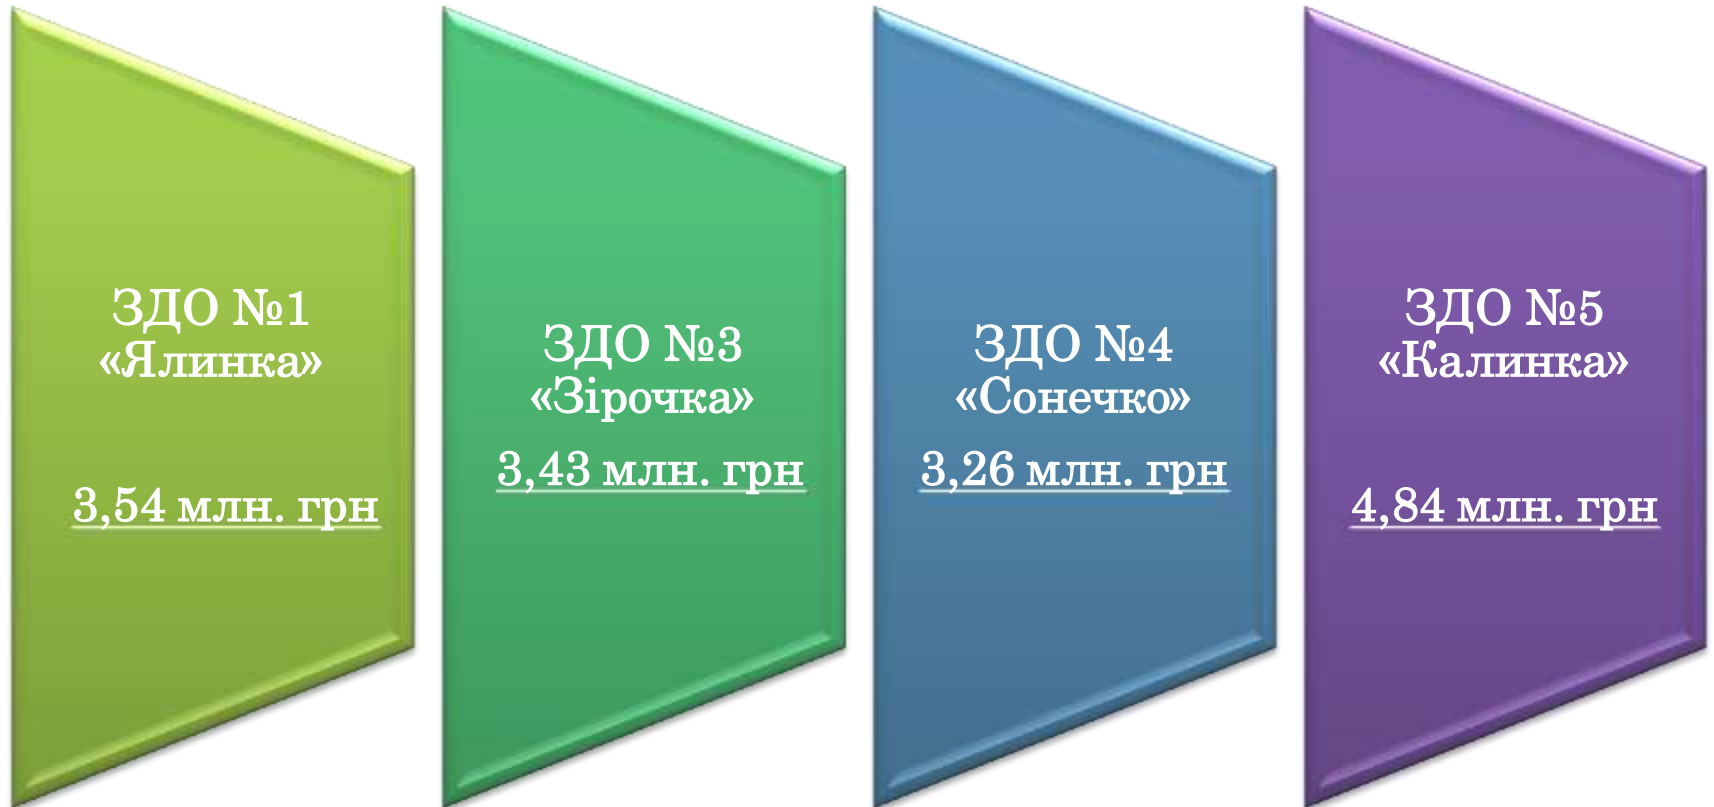 ЗДО №1
«Ялинка»
3,54 млн. грн
ЗДО №3
«Зірочка»
3,43 млн. грн
ЗДО №4
«Сонечко»
3,26 млн. грн
ЗДО №5
«Калинка»
4,84 млн. грн